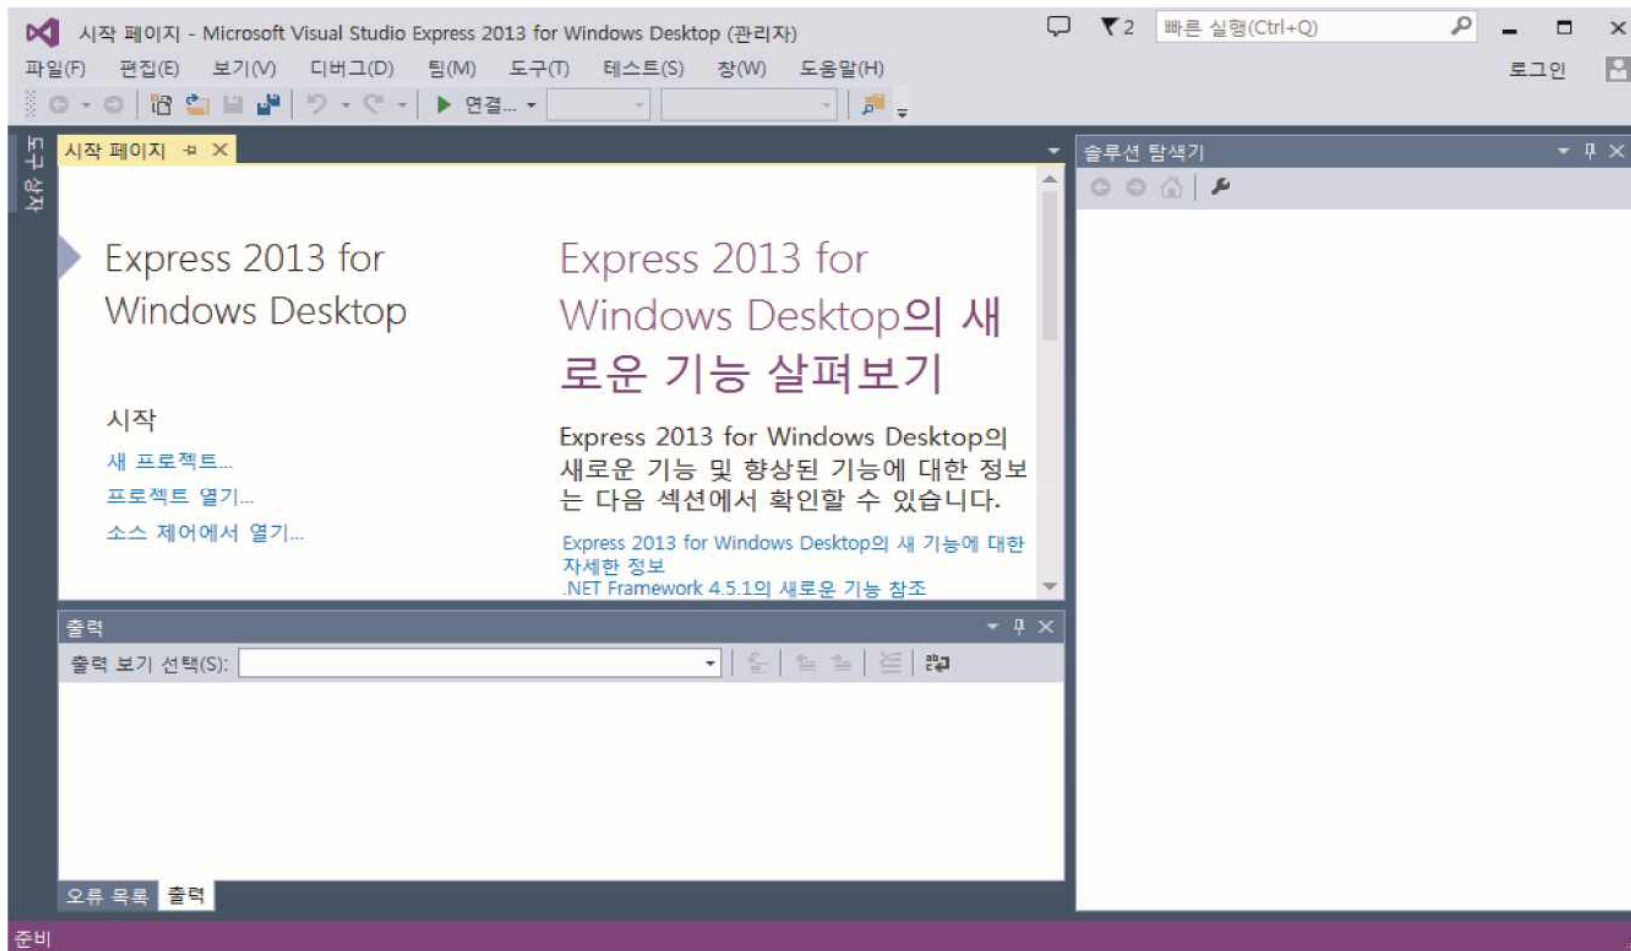 시작 페이지 - Microsoft Visual Studio Express 2013 for Windows Desktop (관리자)
2
빠른 실행(Ctrl+Q)
파일(F) 편집(E) 보기(V) 디버그(D) 팀(M) 도구(T) 테스트(S) 창(W) 도움말(H)
로그인
연결...
도구 상자
시작 페이지
Express 2013 for
Windows Desktop
시작
새 프로젝트...
프로젝트 열기...
소스 제어에서 열기...
Express 2013 for
Windows Desktop의 새
로운 기능 살펴보기
Express 2013 for Windows Desktop의
새로운 기능 및 향상된 기능에 대한 정보
는 다음 섹션에서 확인할 수 있습니다.
Express 2013 for Windows Desktop의 새 기능에 대한
자세한 정보
.NET Framework 4.5.1의 새로운 기능 참조
솔루션 탐색기
출력
출력 보기 선택(S):
오류 목록 출력
준비